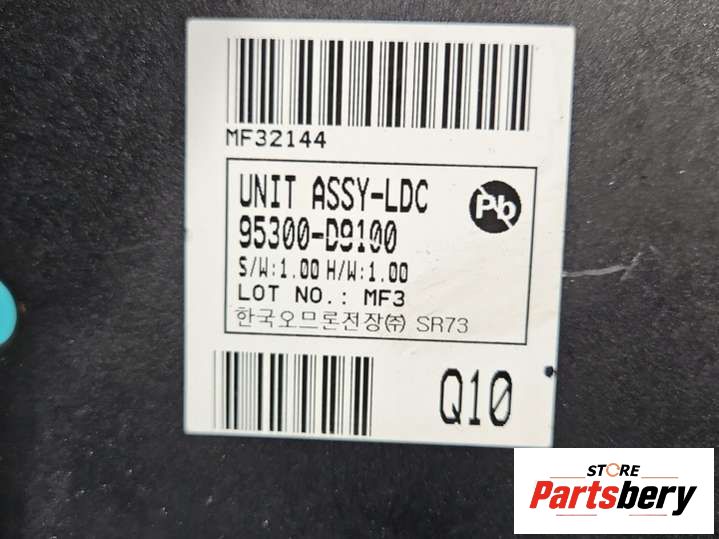 MF32144
UNIT ASSY-LDC
Pb
95300-D9100
S/W:1.00 H/W:1.00
LOT NO.: MF3
한국오므론전장㈜ SR73
Q10
STORE
Partsbery